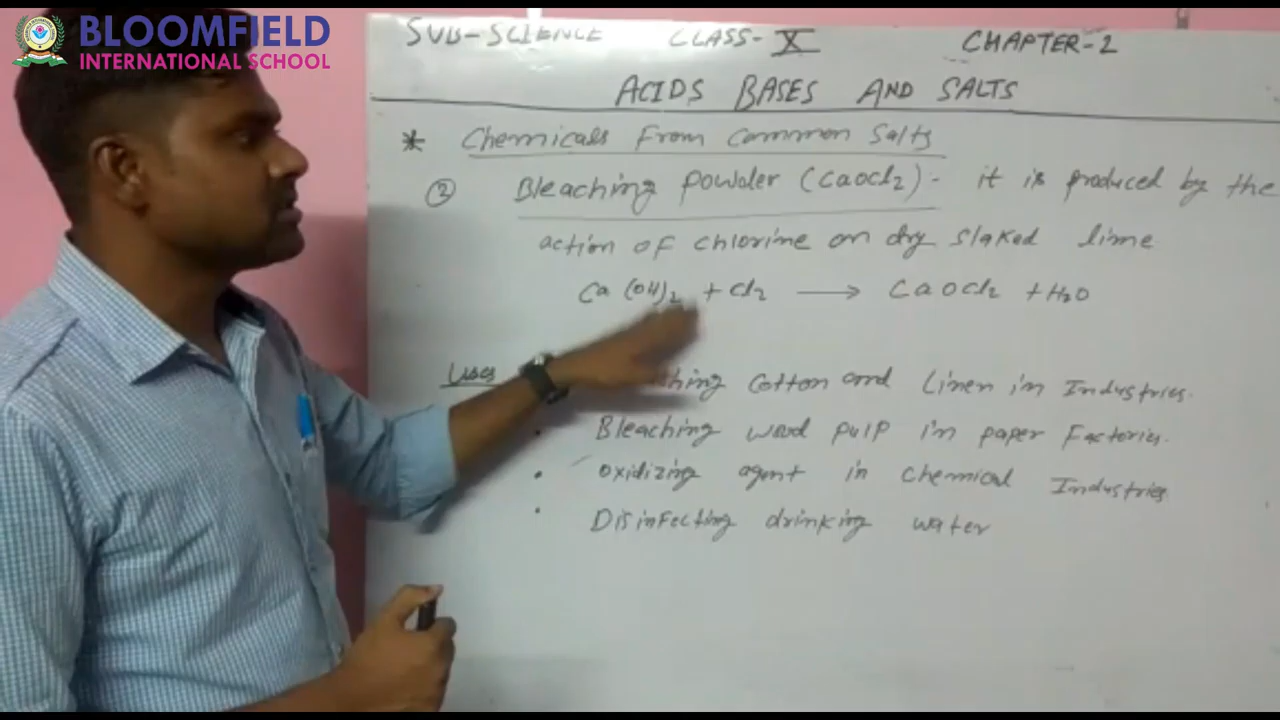 BLOOMFIELD
INTERNATIONAL SCHOOL
SUB-SCIENCE CLASS-X CHAPTER-2
ACIDS BASES AND SALTS
* Chemicals From Common Salts
② Bleaching Powder (CaOCl2) - it is produced by the
action of chlorine on dry slaked lime
Ca(OH)2 + Cl2 → CaOCl2 + H2O
Uses
Cotton and Linen in Industries.
• Bleaching wood pulp in paper Factories.
• Oxidizing agent in chemical Industries
• Disinfecting drinking water